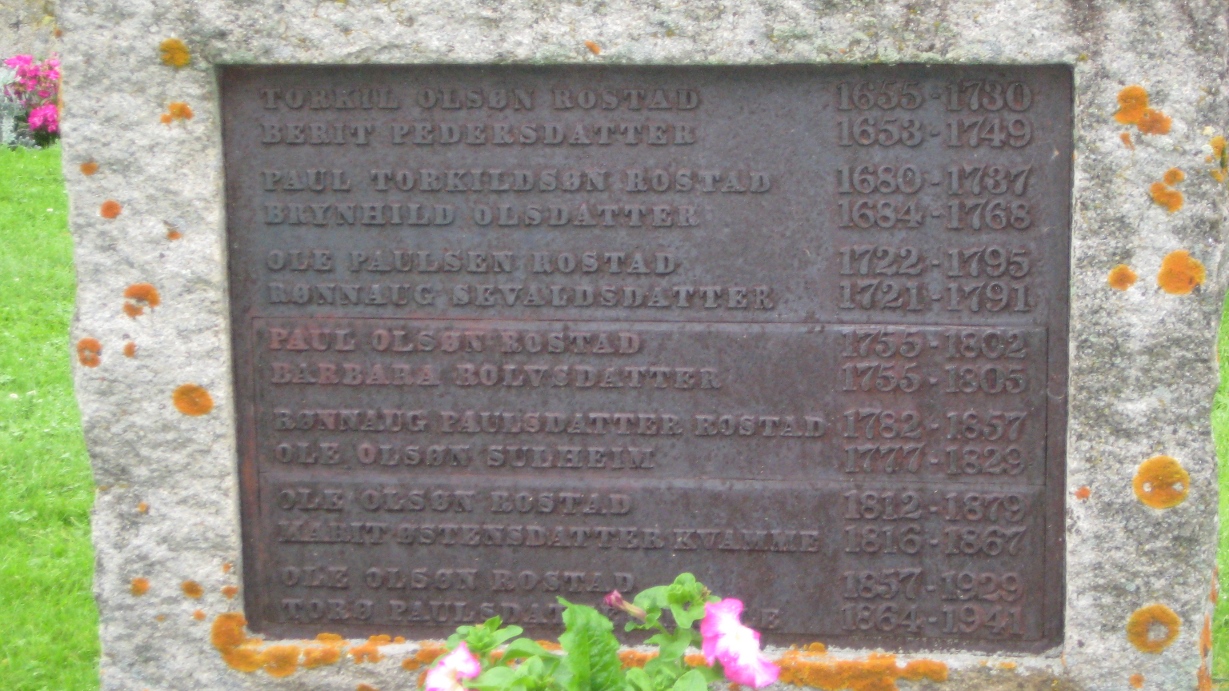 TORKIL OLSØN ROSTAD 1655-1730
BERIT PEDERSDATTER 1653-1749
PAUL TORKILDSØN ROSTAD 1680-1737
BRYNHILD OLSDATTER 1684-1768
OLE PAULSEN ROSTAD 1722-1795
RØNNAUG SEVALDSDATTER 1721-1791
PAUL OLSØN ROSTAD 1755-1802
BARBARA ROLVSDATTER 1755-1805
RØNNAUG PAULSDATTER ROSTAD 1782-1857
OLE OLSØN SULHEIM 1777-1829
OLE OLSØN ROSTAD 1812-1879
MARIT ØSTENSDATTER KVAMME 1816-1867
OLE OLSØN ROSTAD 1857-1929
TORØ 1864-1941